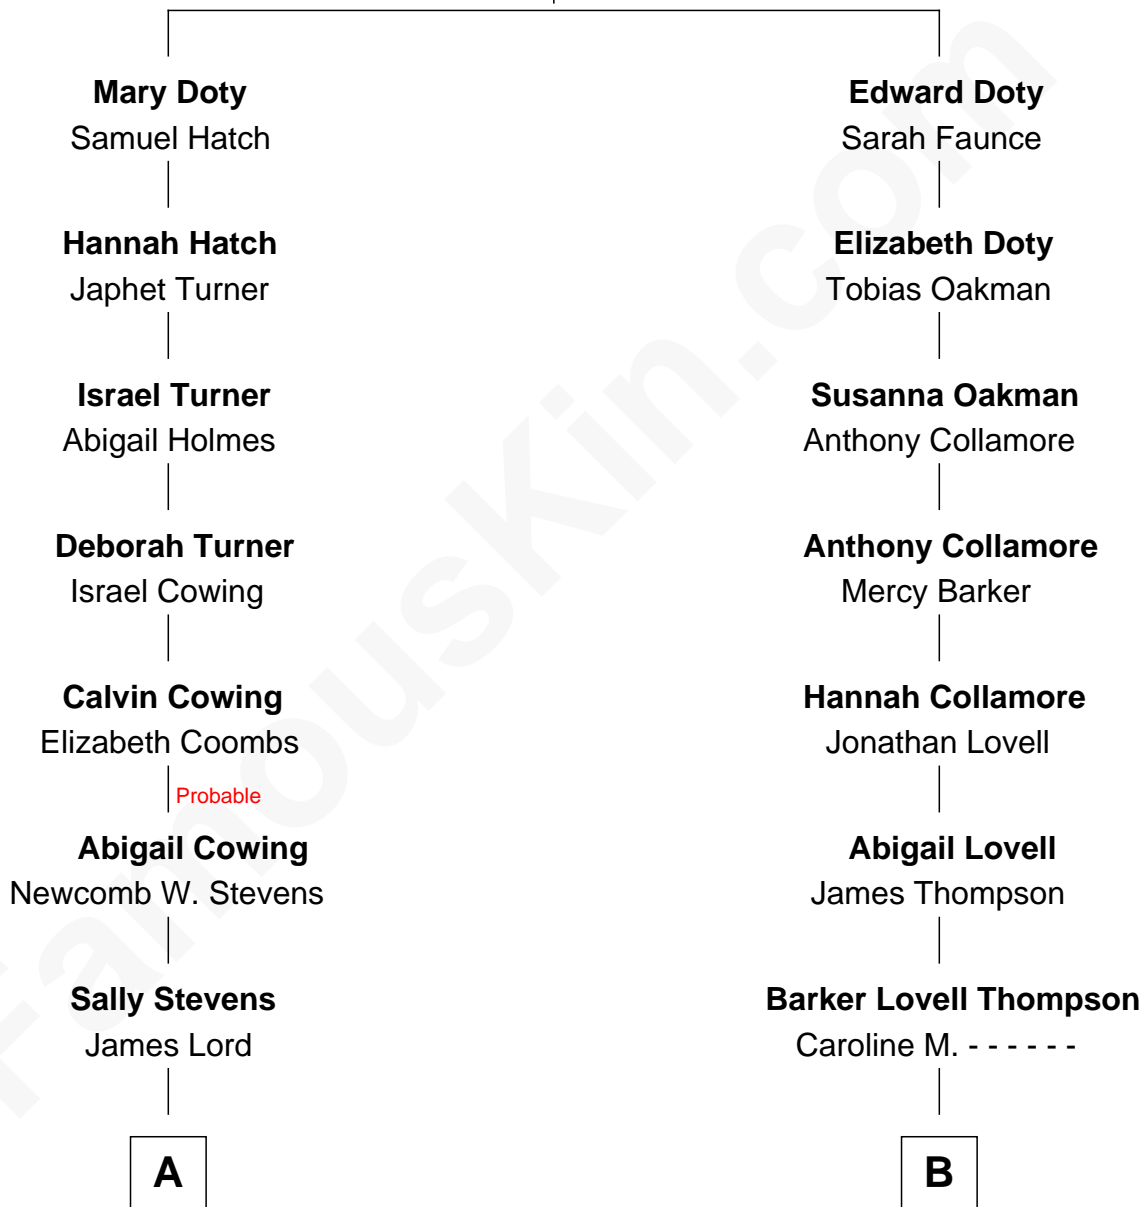 Mary Doty
Samuel Hatch
Edward Doty
Sarah Faunce
Hannah Hatch
Japhet Turner
Elizabeth Doty
Tobias Oakman
Israel Turner
Abigail Holmes
Susanna Oakman
Anthony Collamore
Deborah Turner
Israel Cowing
Anthony Collamore
Mercy Barker
Calvin Cowing
Elizabeth Coombs
Hannah Collamore
Jonathan Lovell
Probable
Abigail Cowing
Newcomb W. Stevens
Abigail Lovell
James Thompson
Sally Stevens
James Lord
Barker Lovell Thompson
Caroline M. - - - - - -
A
B
FamousKin.com